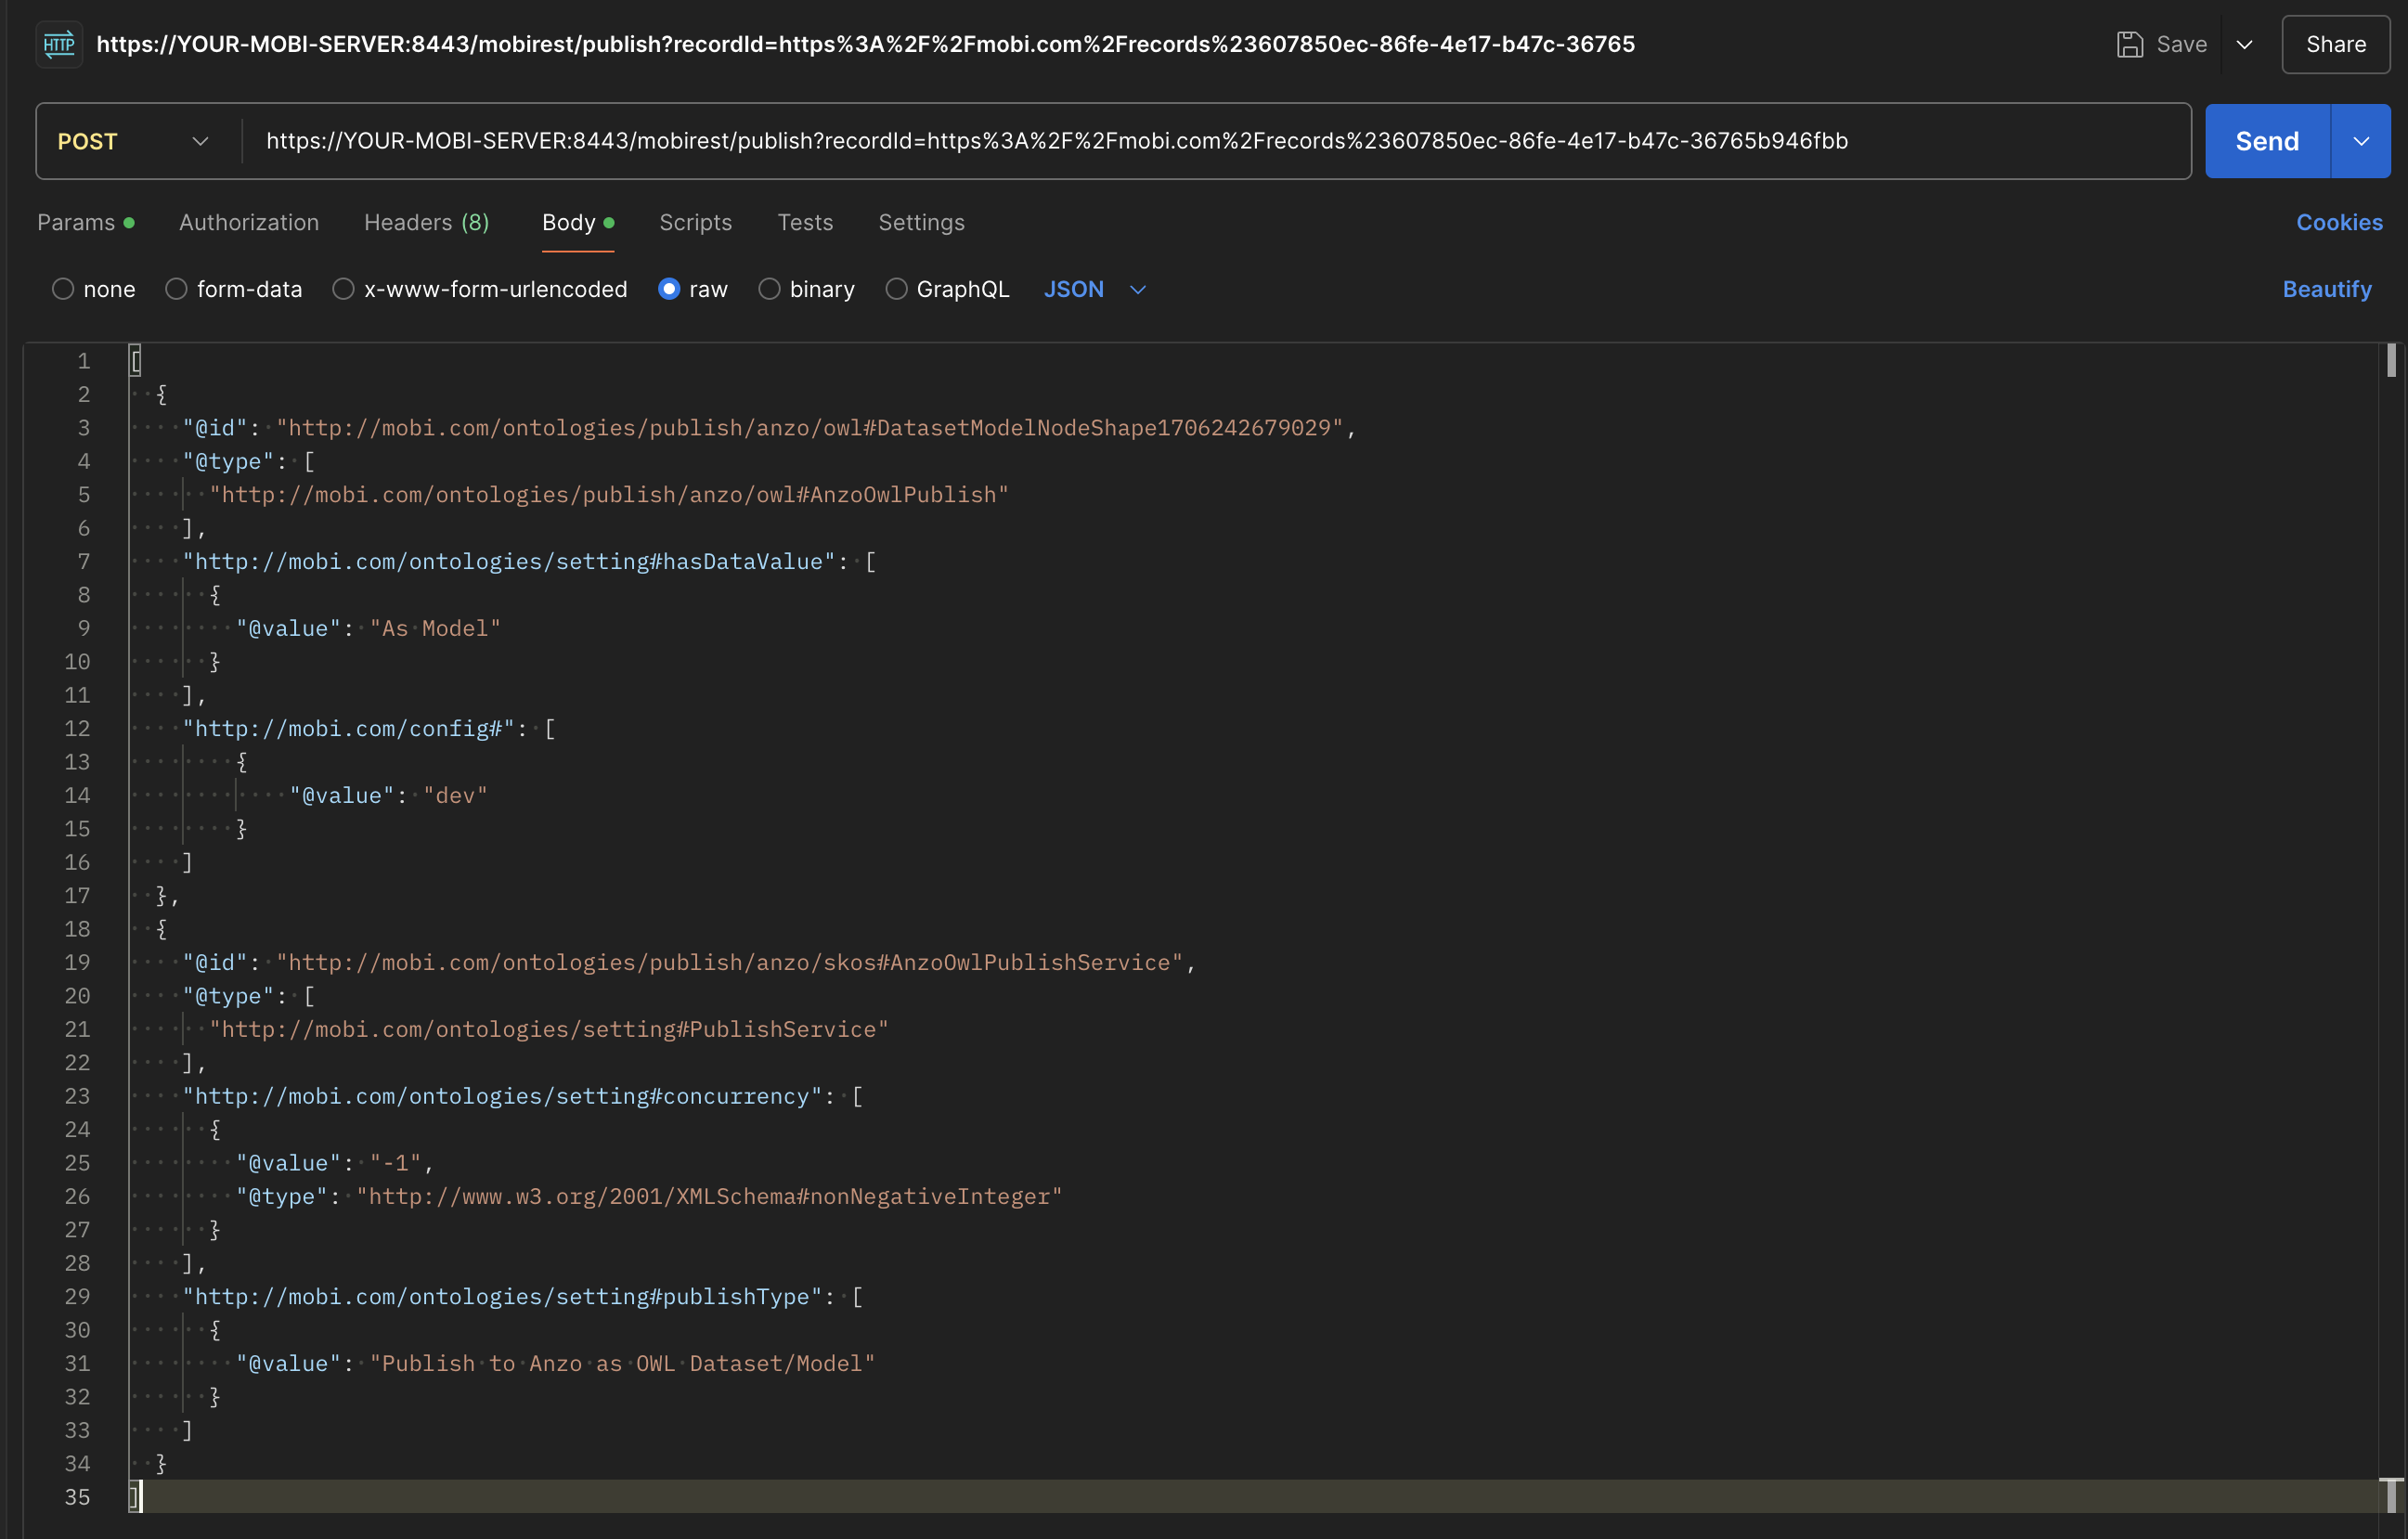 HTTP https://YOUR-MOBI-SERVER:8443/mobirest/publish?recordId=https%3A%2F%2Fmobi.com%2Frecords%23607850ec-86fe-4e17-b47c-36765 Save Share
POST https://YOUR-MOBI-SERVER:8443/mobirest/publish?recordId=https%3A%2F%2Fmobi.com%2Frecords%23607850ec-86fe-4e17-b47c-36765b946fbb Send
Params Authorization Headers (8) Body Scripts Tests Settings Cookies
none form-data x-www-form-urlencoded raw binary GraphQL JSON Beautify
1 [
2   {
3     "@id": "http://mobi.com/ontologies/publish/anzo/owl#DatasetModelNodeShape1706242679029",
4     "@type": [
5       "http://mobi.com/ontologies/publish/anzo/owl#AnzoOwlPublish"
6     ],
7     "http://mobi.com/ontologies/setting#hasDataValue": [
8       {
9         "@value": "As Model"
10       }
11     ],
12     "http://mobi.com/config#": [
13         {
14             "@value": "dev"
15         }
16     ]
17   },
18   {
19     "@id": "http://mobi.com/ontologies/publish/anzo/skos#AnzoOwlPublishService",
20     "@type": [
21       "http://mobi.com/ontologies/setting#PublishService"
22     ],
23     "http://mobi.com/ontologies/setting#concurrency": [
24       {
25         "@value": "-1",
26         "@type": "http://www.w3.org/2001/XMLSchema#nonNegativeInteger"
27       }
28     ],
29     "http://mobi.com/ontologies/setting#publishType": [
30       {
31         "@value": "Publish to Anzo as OWL Dataset/Model"
32       }
33     ]
34   }
35 ]